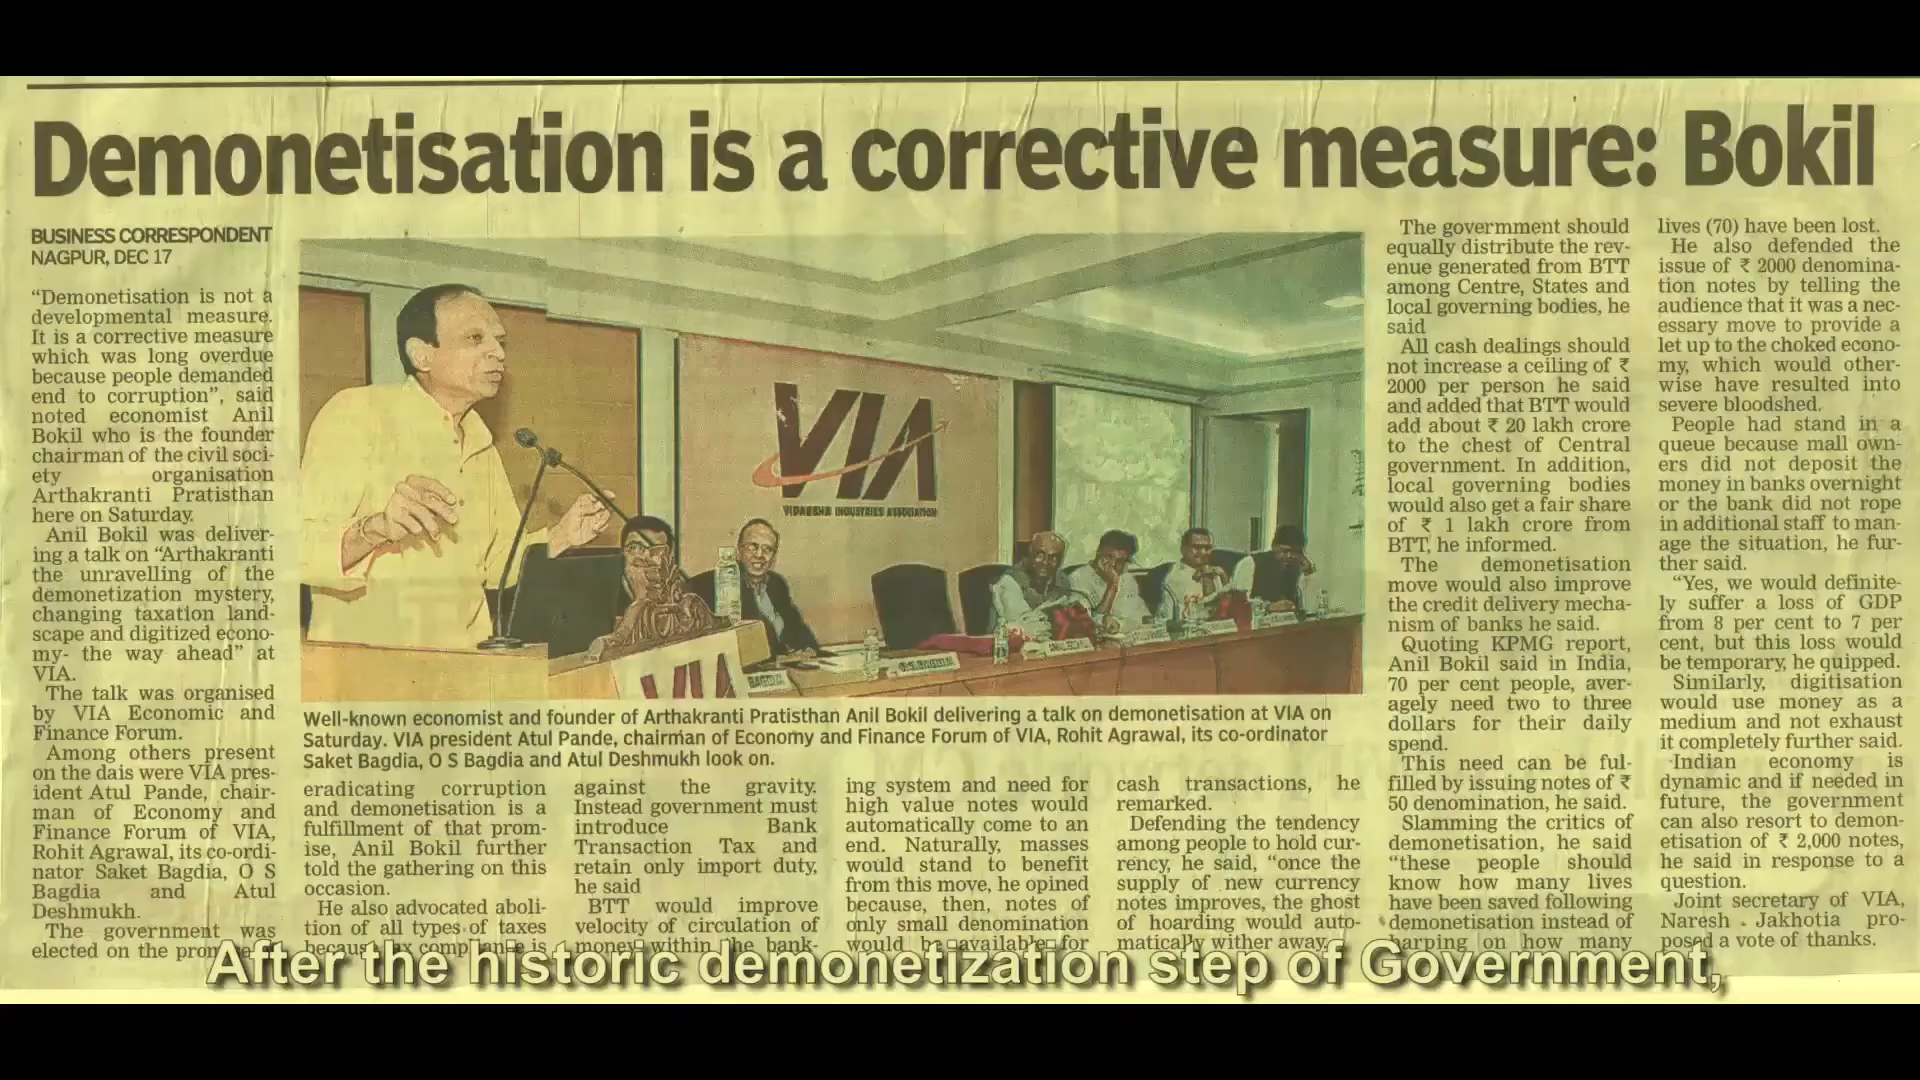 Demonetisation is a corrective measure: Bokil
BUSINESS CORRESPONDENT
NAGPUR, DEC 17
“Demonetisation is not a
developmental measure.
It is a corrective measure
which was long overdue
because people demanded
end to corruption”, said
noted economist Anil
Bokil who is the founder
chairman of the civil soci-
ety organisation
Arthakranti Pratisthan
here on Saturday.
Anil Bokil was deliver-
ing a talk on “Arthakranti
the unravelling of the
demonetization mystery,
changing taxation land-
scape and digitized econo-
my- the way ahead” at
VIA.
The talk was organised
by VIA Economic and
Finance Forum.
Among others present
on the dais were VIA pres-
ident Atul Pande, chair-
man of Economy and
Finance Forum of VIA,
Rohit Agrawal, its co-ordi-
nator Saket Bagdia, O S
Bagdia and Atul
Deshmukh.
The government was
elected on the
VIA
VIDARBHA INDUSTRIES ASSOCIATION
VIA
BAGDIA
O.S. BAGDIA
Well-known economist and founder of Arthakranti Pratisthan Anil Bokil delivering a talk on demonetisation at VIA on
Saturday. VIA president Atul Pande, chairman of Economy and Finance Forum of VIA, Rohit Agrawal, its co-ordinator
Saket Bagdia, O S Bagdia and Atul Deshmukh look on.
eradicating corruption
and demonetisation is a
fulfillment of that prom-
ise, Anil Bokil further
told the gathering on this
occasion.
He also advocated aboli-
tion of all types of taxes
because tax compliance is
against the gravity.
Instead government must
introduce Bank
Transaction Tax and
retain only import duty,
he said
BTT would improve
velocity of circulation of
money within the bank-
ing system and need for
high value notes would
automatically come to an
end. Naturally, masses
would stand to benefit
from this move, he opined
because, then, notes of
only small denomination
would be available for
cash transactions, he
remarked.
Defending the tendency
among people to hold cur-
rency, he said, “once the
supply of new currency
notes improves, the ghost
of hoarding would auto-
matically wither away.
The government should
equally distribute the rev-
enue generated from BTT
among Centre, States and
local governing bodies, he
said
All cash dealings should
not increase a ceiling of ₹
2000 per person he said
and added that BTT would
add about ₹ 20 lakh crore
to the chest of Central
government. In addition,
local governing bodies
would also get a fair share
of ₹ 1 lakh crore from
BTT, he informed.
The demonetisation
move would also improve
the credit delivery mecha-
nism of banks he said.
Quoting KPMG report,
Anil Bokil said in India,
70 per cent people, aver-
agely need two to three
dollars for their daily
spend.
This need can be ful-
filled by issuing notes of ₹
50 denomination, he said.
Slamming the critics of
demonetisation, he said
“these people should
know how many lives
have been saved following
demonetisation instead of
harping on how many
lives (70) have been lost.
He also defended the
issue of ₹ 2000 denomina-
tion notes by telling the
audience that it was a nec-
essary move to provide a
let up to the choked econo-
my, which would other-
wise have resulted into
severe bloodshed.
People had stand in a
queue because mall own-
ers did not deposit the
money in banks overnight
or the bank did not rope
in additional staff to man-
age the situation, he fur-
ther said.
“Yes, we would definite-
ly suffer a loss of GDP
from 8 per cent to 7 per
cent, but this loss would
be temporary, he quipped.
Similarly, digitisation
would use money as a
medium and not exhaust
it completely further said.
Indian economy is
dynamic and if needed in
future, the government
can also resort to demon-
etisation of ₹ 2,000 notes,
he said in response to a
question.
Joint secretary of VIA,
Naresh Jakhotia pro-
posed a vote of thanks.
After the historic demonetization step of Government,